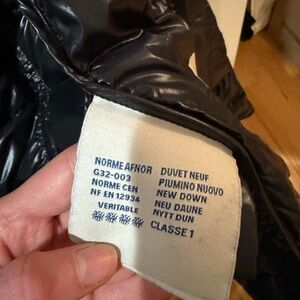 NORME AFNOR
G32-003
NORME CEN
NF EN 12934
VERITABLE
DUVET NEUF
PIUMINO NUOVO
NEW DOWN
NEU DAUNE
NYTT DUN
CLASSE 1